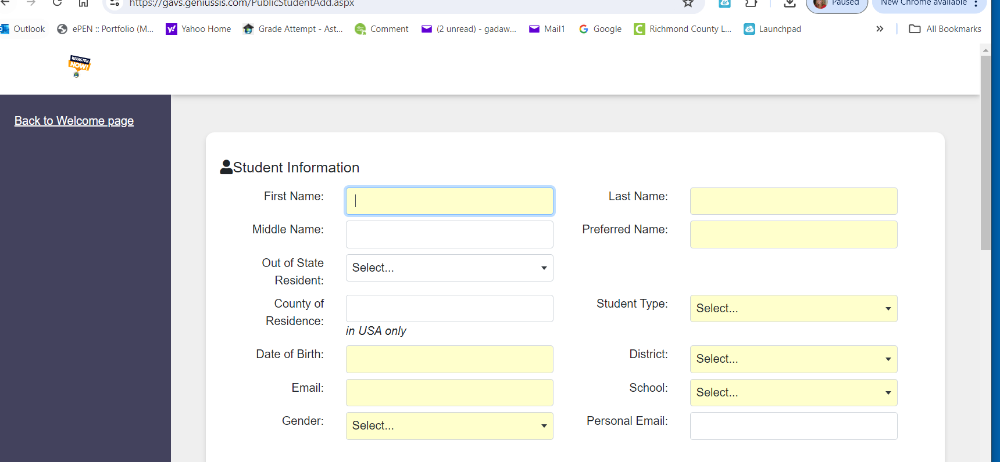 https://gavs.geniussis.com/PublicStudentAdd.aspx
Paused
New Chrome available
Outlook
ePEN :: Portfolio (M...
Yahoo Home
Grade Attempt - Ast...
Comment
(2 unread) - gadaw...
Mail1
Google
Richmond County L...
Launchpad
All Bookmarks
REGISTER
NOW!
Back to Welcome page
Student Information
First Name:
Last Name:
Middle Name:
Preferred Name:
Out of State
Resident:
Select...
County of
Residence:
in USA only
Student Type:
Select...
Date of Birth:
District:
Select...
Email:
School:
Select...
Gender:
Select...
Personal Email: